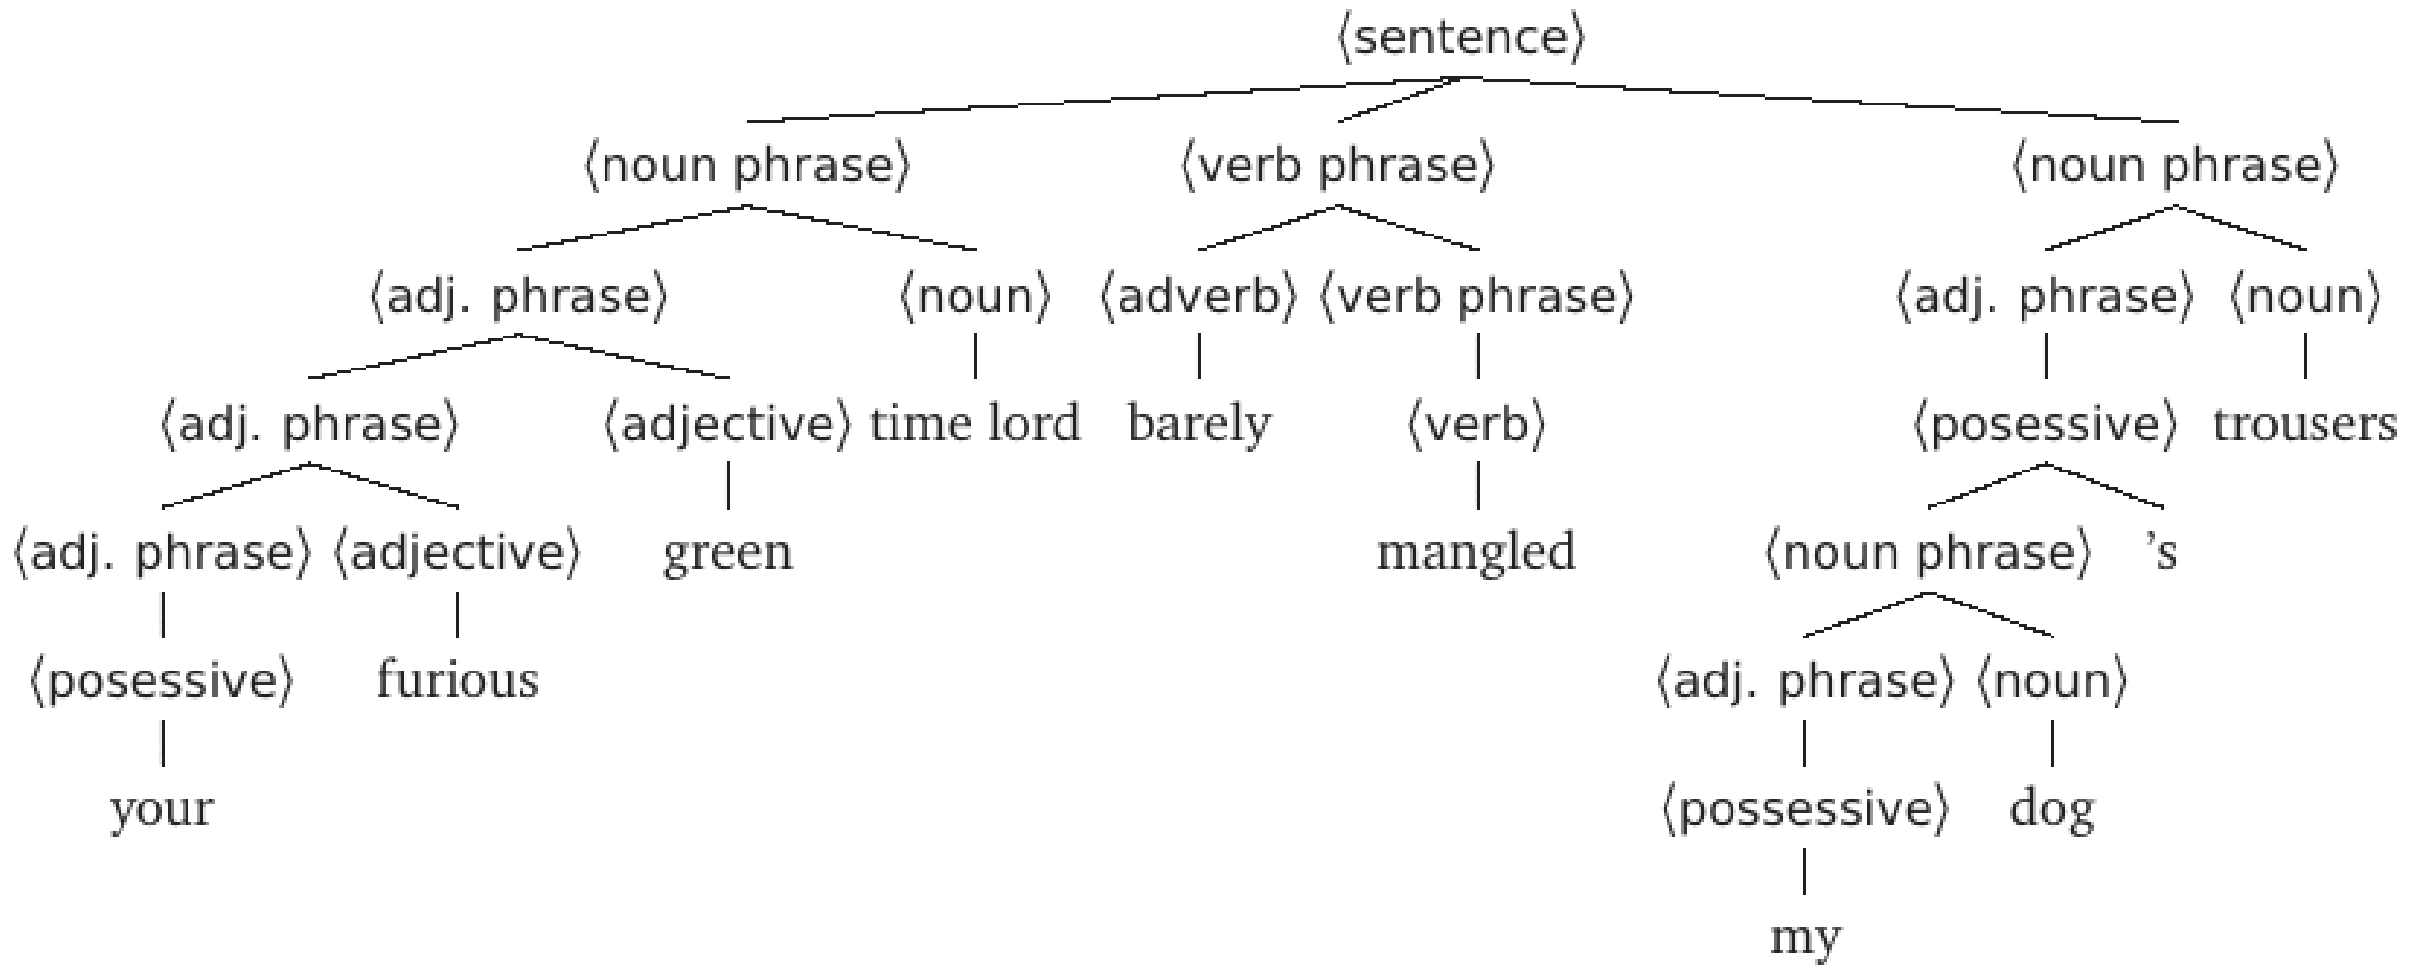 ⟨sentence⟩
⟨noun phrase⟩ ⟨verb phrase⟩ ⟨noun phrase⟩
⟨adj. phrase⟩ ⟨noun⟩ ⟨adverb⟩ ⟨verb phrase⟩ ⟨adj. phrase⟩ ⟨noun⟩
⟨adj. phrase⟩ ⟨adjective⟩ time lord barely ⟨verb⟩ ⟨posessive⟩ trousers
⟨adj. phrase⟩ ⟨adjective⟩ green mangled ⟨noun phrase⟩ ’s
⟨posessive⟩ furious ⟨adj. phrase⟩ ⟨noun⟩
your ⟨possessive⟩ dog
my